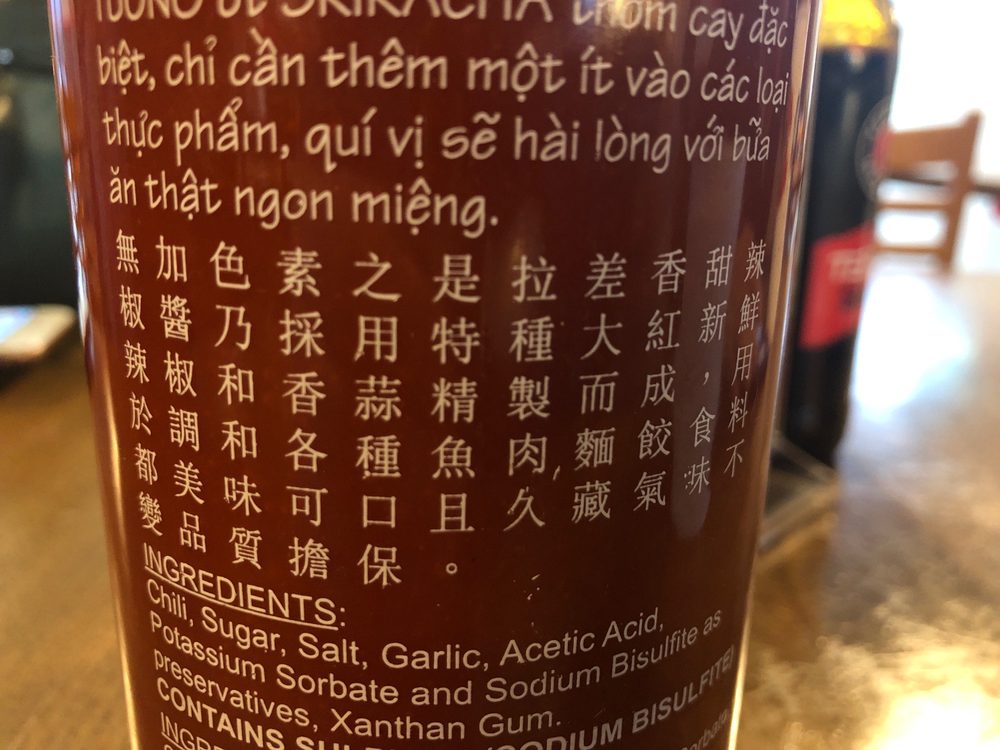 SRIRACHA thơm cay đặc
biệt, chỉ cần thêm một ít vào các loại
thực phẩm, quí vị sẽ hài lòng với bữa
ăn thật ngon miệng.
無加色素之是拉差香甜辣
椒醬乃採用特種大紅新鮮
辣椒和香蒜精製而成，用
於調和各種魚肉,麵餃食料
都美味可口且久藏氣味不
變品質擔保。
INGREDIENTS:
Chili, Sugar, Salt, Garlic, Acetic Acid,
Potassium Sorbate and Sodium Bisulfite as
preservatives, Xanthan Gum.
CONTAINS (SODIUM BISULFITE)